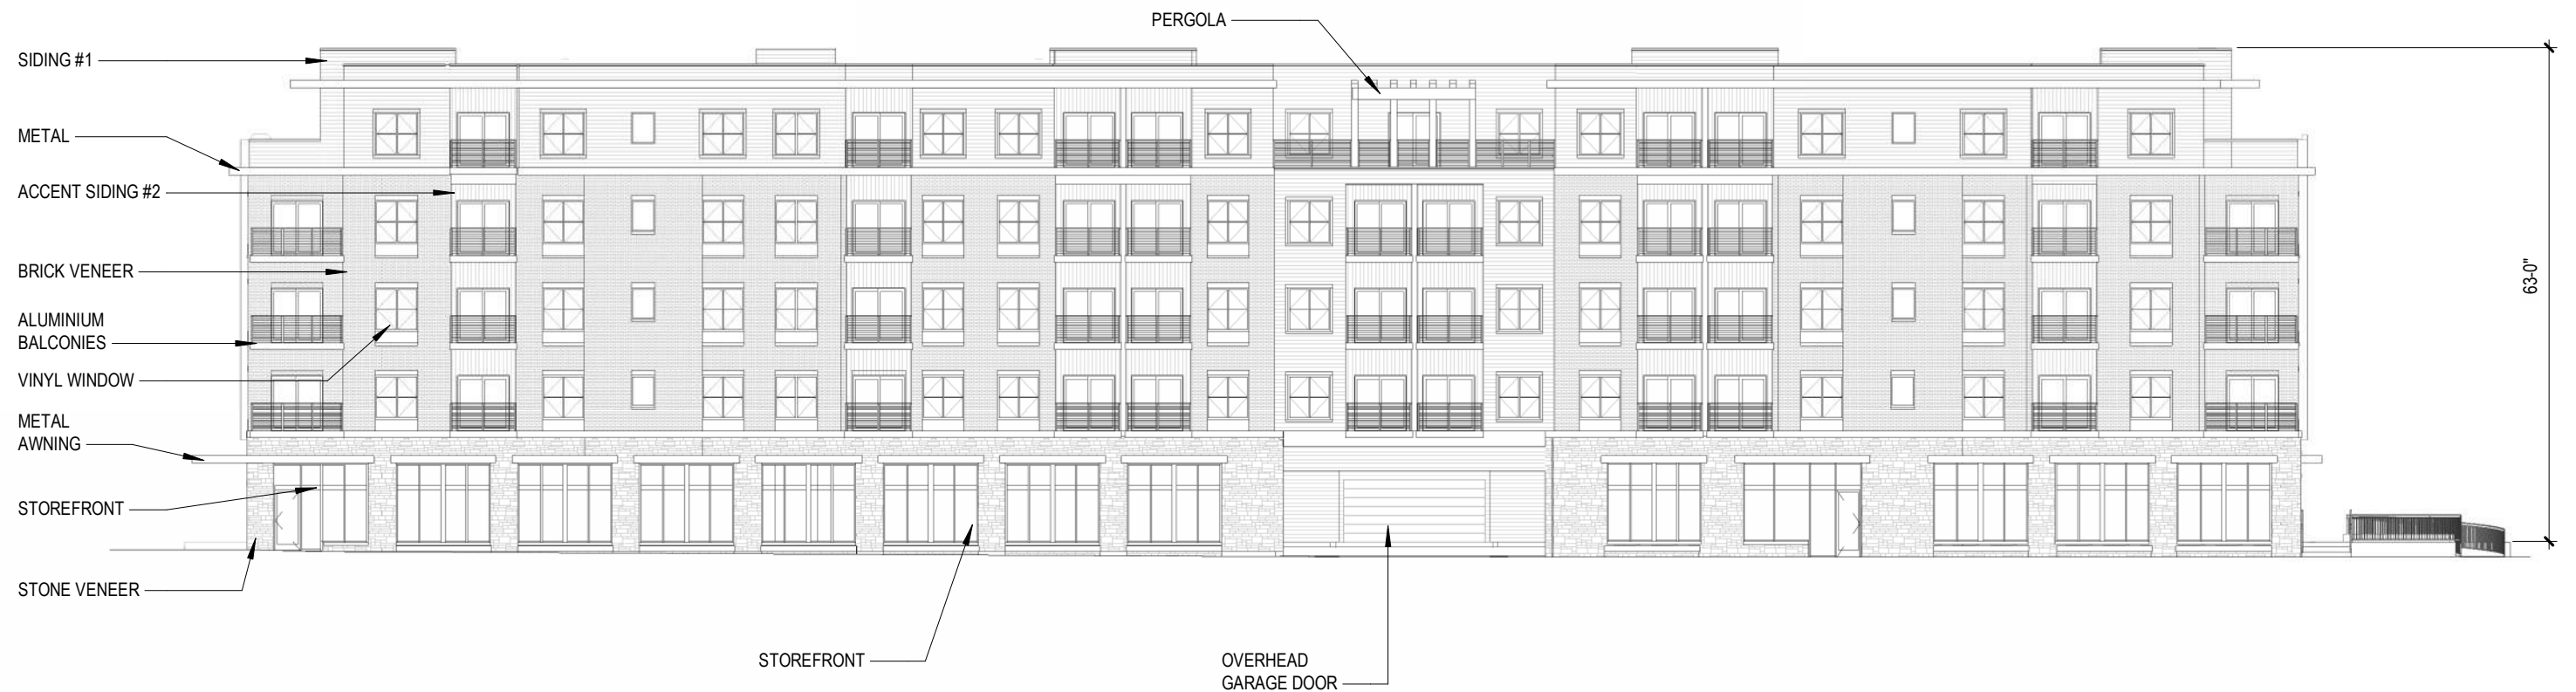 PERGOLA
SIDING #1
METAL
ACCENT SIDING #2
BRICK VENEER
ALUMINIUM
BALCONIES
VINYL WINDOW
METAL
AWNING
STOREFRONT
STONE VENEER
STOREFRONT
OVERHEAD
GARAGE DOOR
63-0"